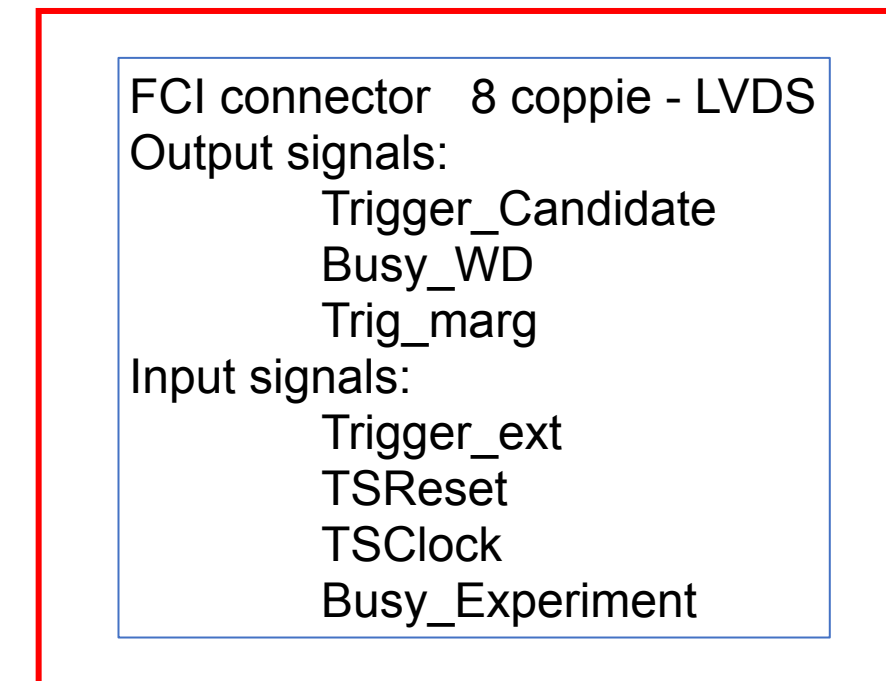 FCI connector   8 coppie - LVDS
Output signals:
Trigger_Candidate
Busy_WD
Trig_marg
Input signals:
Trigger_ext
TSReset
TSClock
Busy_Experiment